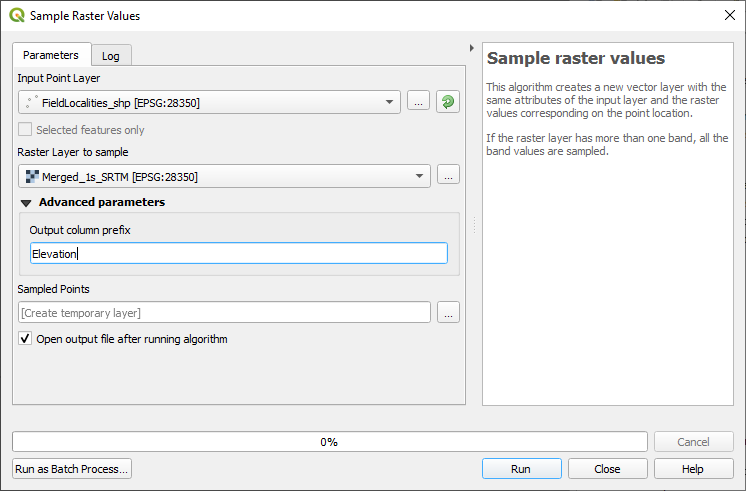 Sample Raster Values
Parameters
Log
Input Point Layer
FieldLocalities_shp [EPSG:28350]
...
Selected features only
Raster Layer to sample
Merged_1s_SRTM [EPSG:28350]
...
Advanced parameters
Output column prefix
Elevation
Sampled Points
[Create temporary layer]
...
Open output file after running algorithm
Sample raster values
This algorithm creates a new vector layer with the
same attributes of the input layer and the raster
values corresponding on the point location.
If the raster layer has more than one band, all the
band values are sampled.
0%
Cancel
Run as Batch Process...
Run
Close
Help